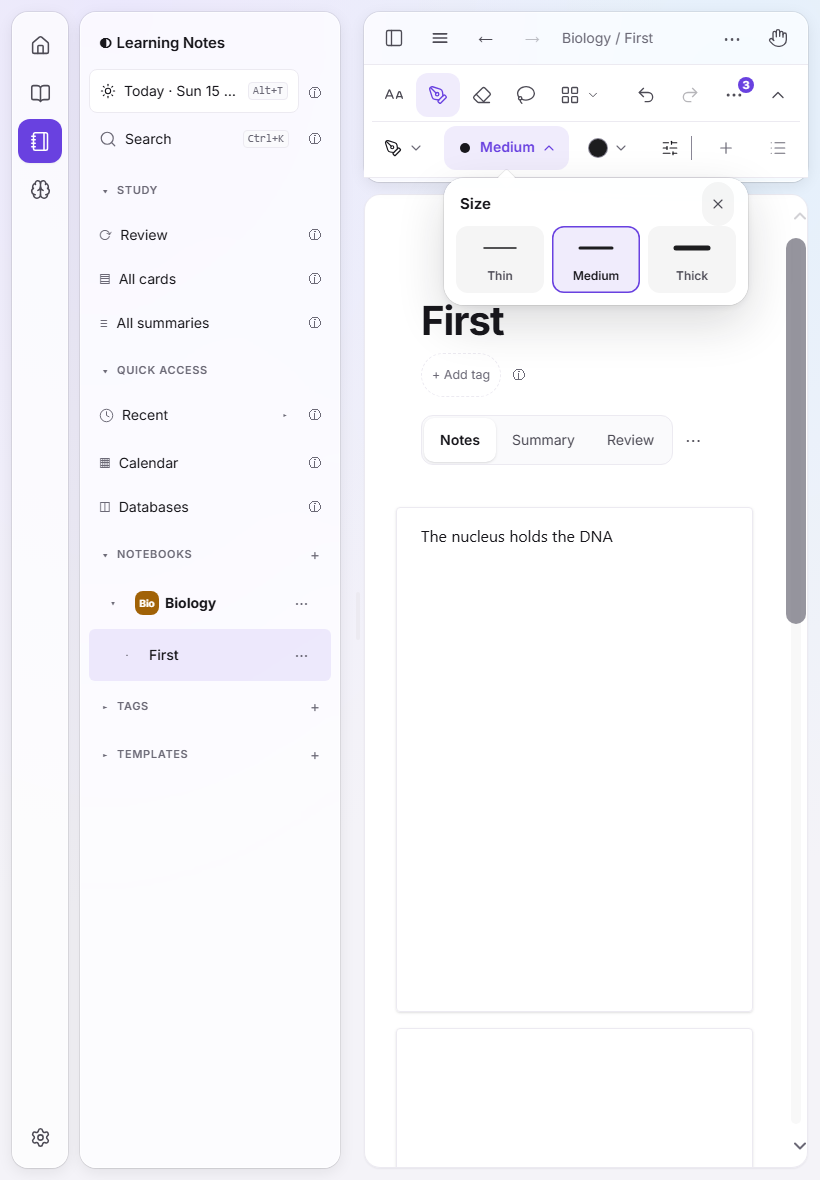 Learning Notes
Today · Sun 15 ... Alt+T
Search Ctrl+K
STUDY
Review
All cards
All summaries
QUICK ACCESS
Recent
Calendar
Databases
NOTEBOOKS
Bio Biology
First
TAGS
TEMPLATES
Biology / First
AA
3
Medium
Size
Thin
Medium
Thick
First
+ Add tag
Notes Summary Review
The nucleus holds the DNA